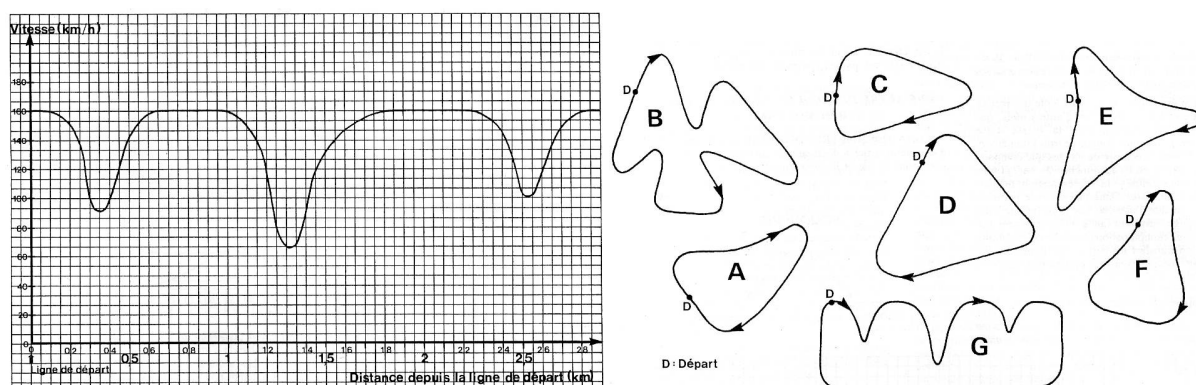 Vitesse (km/h)
180
160
140
120
100
80
60
40
20
0
0.2 0.4 0,5 0.6 0.8 1 1.2 1.4 1,5 1.6 1.8 2 2.2 2.4 2,5 2.6 2.8
Ligne de départ
Distance depuis la ligne de départ (km)
D
B
D
C
D
E
D
D
D
A
D
F
D
G
D : Départ